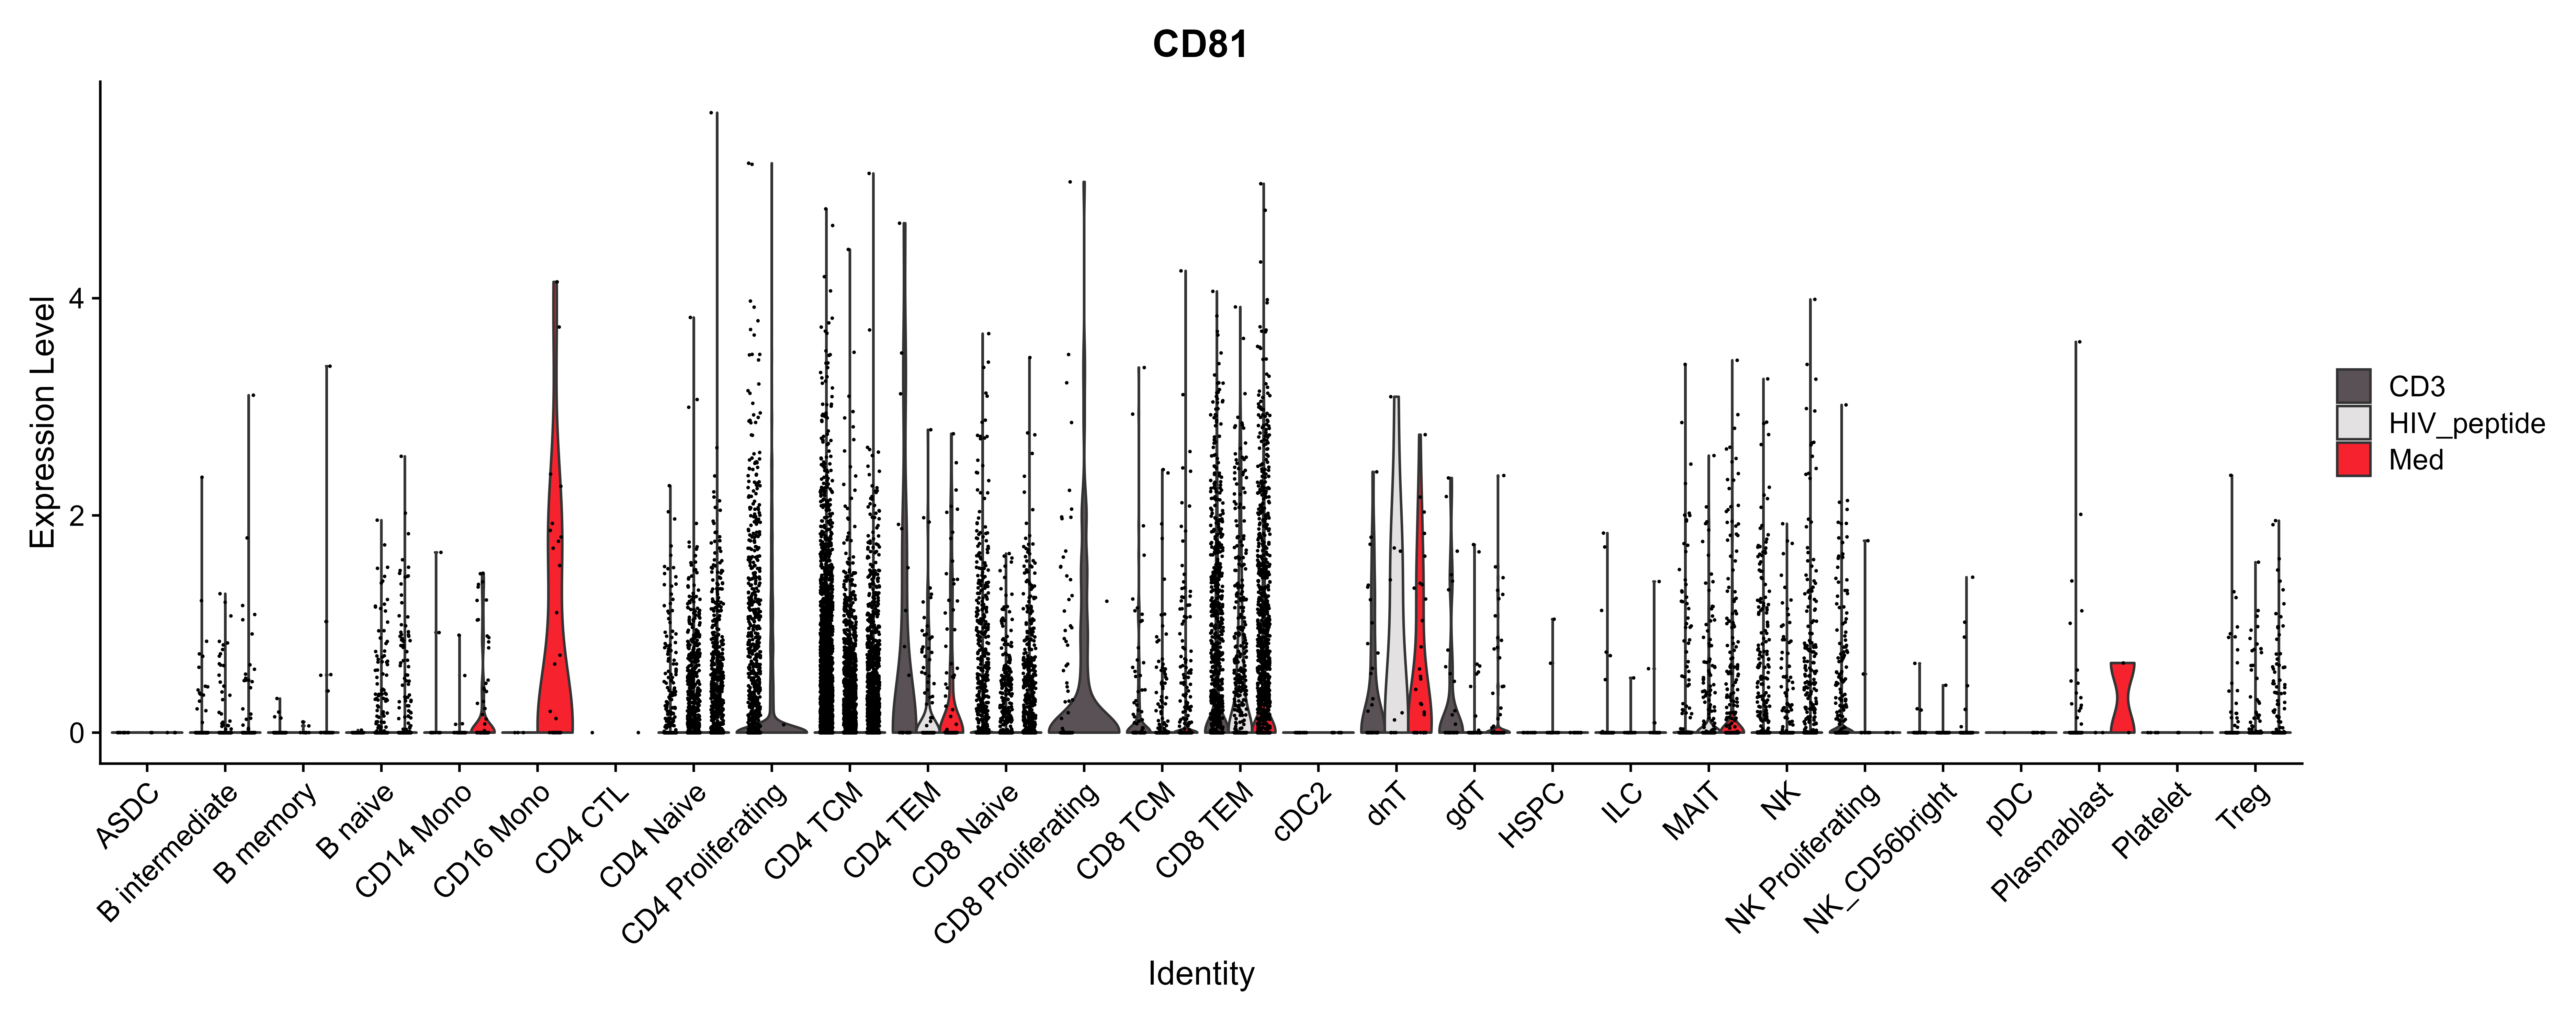 CD81
Expression Level
4
2
0
ASDC
B intermediate
B memory
B naive
CD14 Mono
CD16 Mono
CD4 CTL
CD4 Naive
CD4 Proliferating
CD4 TCM
CD4 TEM
CD8 Naive
CD8 Proliferating
CD8 TCM
CD8 TEM
cDC2
dnT
gdT
HSPC
ILC
MAIT
NK
NK Proliferating
NK_CD56bright
pDC
Plasmablast
Platelet
Treg
Identity
CD3
HIV_peptide
Med